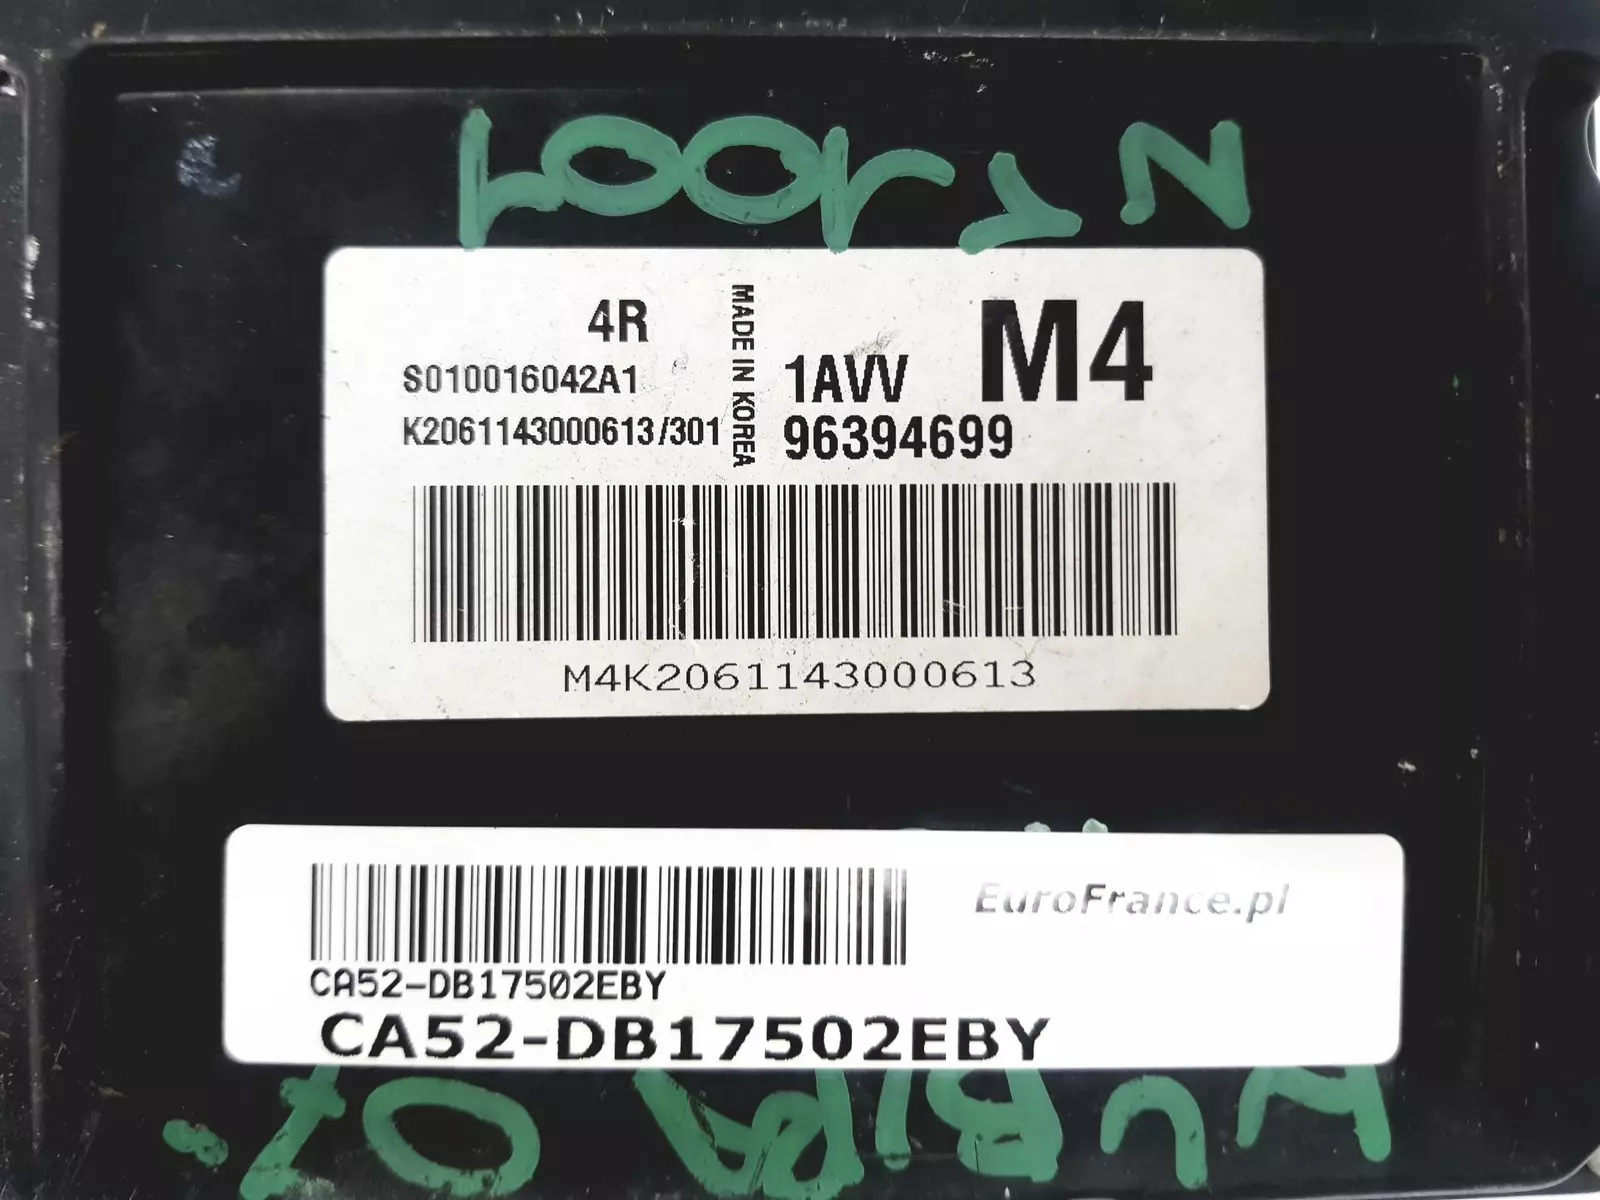 4R
S010016042A1
K2061143000613/301
MADE IN KOREA
1AVV
M4
96394699
M4K2061143000613
EuroFrance.pl
CA52-DB17502EBY
CA52-DB17502EBY